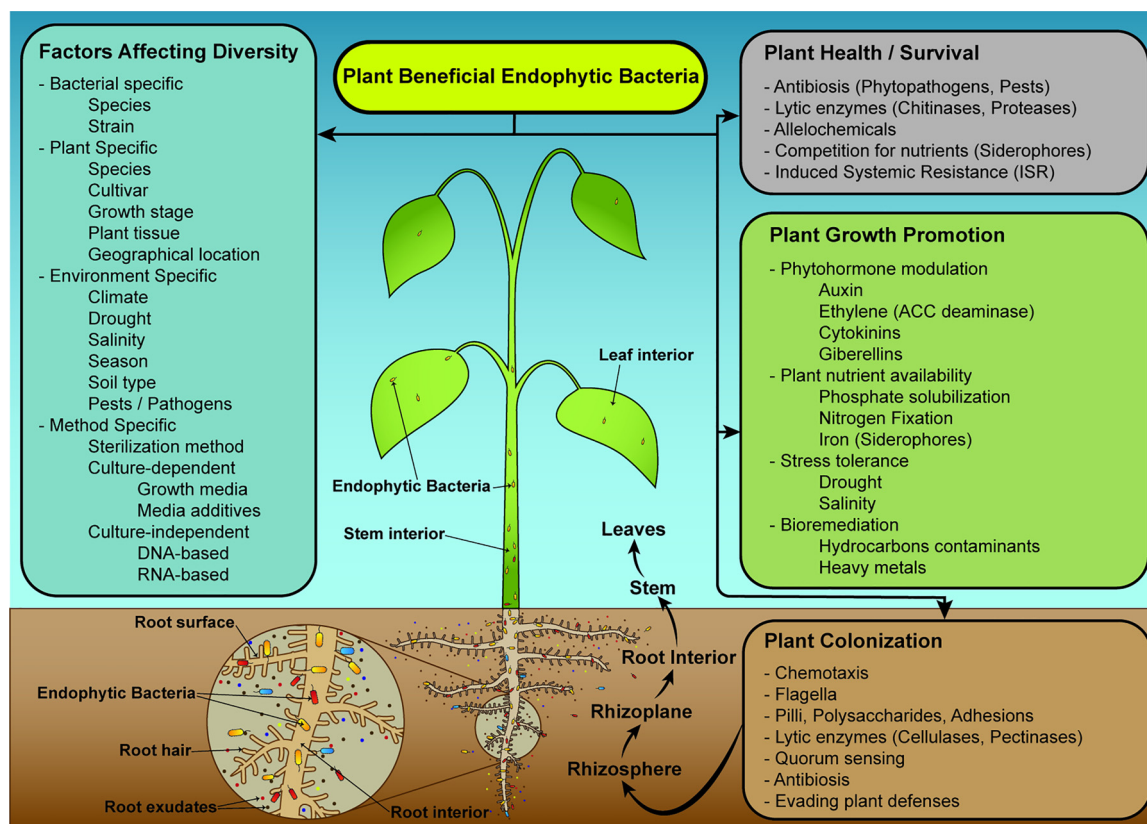 Plant Beneficial Endophytic Bacteria
Factors Affecting Diversity
- Bacterial specific
Species
Strain
- Plant Specific
Species
Cultivar
Growth stage
Plant tissue
Geographical location
- Environment Specific
Climate
Drought
Salinity
Season
Soil type
Pests / Pathogens
- Method Specific
Sterilization method
Culture-dependent
Growth media
Media additives
Culture-independent
DNA-based
RNA-based
Plant Health / Survival
- Antibiosis (Phytopathogens, Pests)
- Lytic enzymes (Chitinases, Proteases)
- Allelochemicals
- Competition for nutrients (Siderophores)
- Induced Systemic Resistance (ISR)
Plant Growth Promotion
- Phytohormone modulation
Auxin
Ethylene (ACC deaminase)
Cytokinins
Giberellins
- Plant nutrient availability
Phosphate solubilization
Nitrogen Fixation
Iron (Siderophores)
- Stress tolerance
Drought
Salinity
- Bioremediation
Hydrocarbons contaminants
Heavy metals
Leaf interior
Endophytic Bacteria
Stem interior
Leaves
Stem
Root Interior
Rhizoplane
Rhizosphere
Root surface
Endophytic Bacteria
Root hair
Root exudates
Root interior
Plant Colonization
- Chemotaxis
- Flagella
- Pilli, Polysaccharides, Adhesions
- Lytic enzymes (Cellulases, Pectinases)
- Quorum sensing
- Antibiosis
- Evading plant defenses